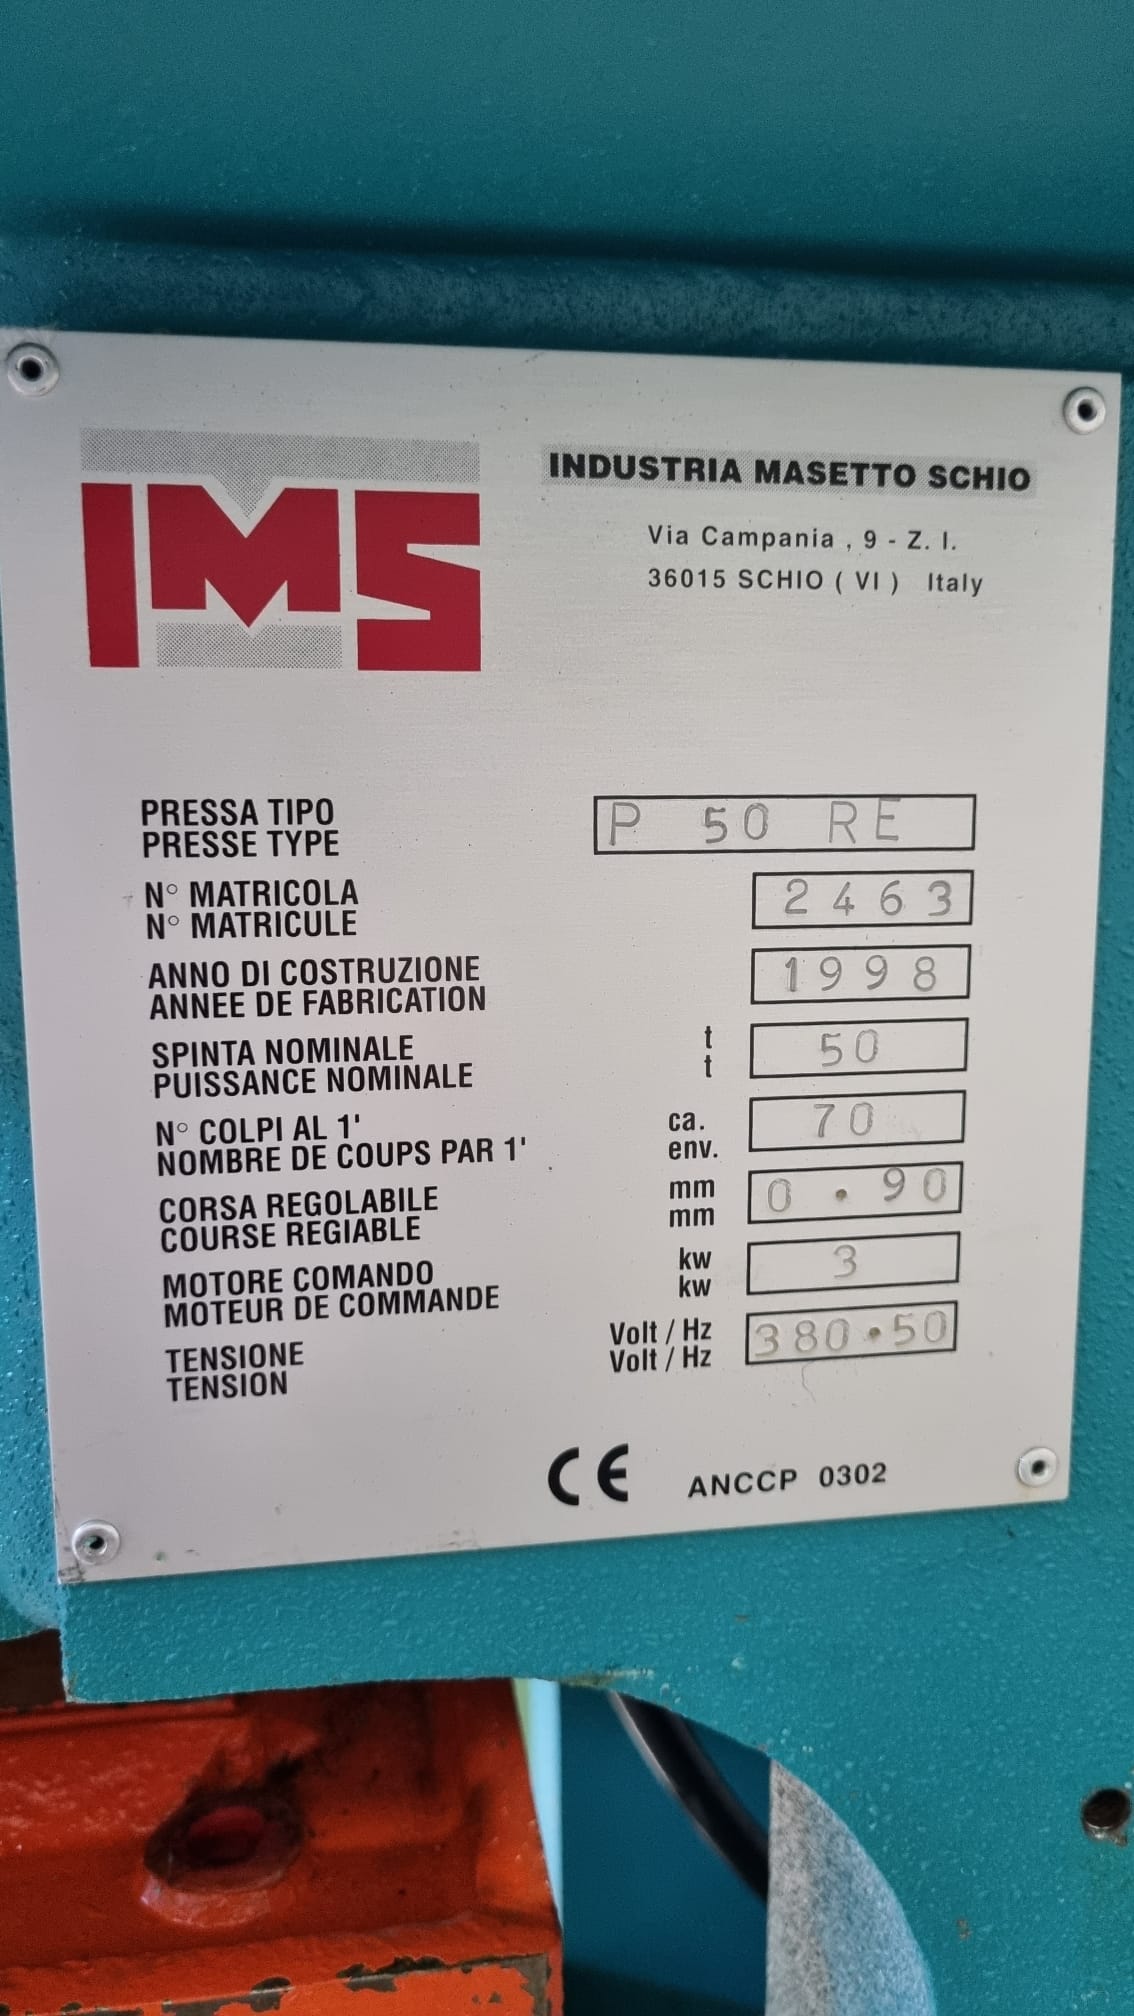 IMS
INDUSTRIA MASETTO SCHIO
Via Campania , 9 - Z. I.
36015 SCHIO ( VI ) Italy
PRESSA TIPO
PRESSE TYPE
P 50 RE
N° MATRICOLA
N° MATRICULE
2463
ANNO DI COSTRUZIONE
ANNEE DE FABRICATION
1998
SPINTA NOMINALE t
PUISSANCE NOMINALE t
50
N° COLPI AL 1' ca.
NOMBRE DE COUPS PAR 1' env.
70
CORSA REGOLABILE mm
COURSE REGIABLE mm
0 . 90
MOTORE COMANDO kw
MOTEUR DE COMMANDE kw
3
TENSIONE Volt / Hz
TENSION Volt / Hz
380·50
CE ANCCP 0302